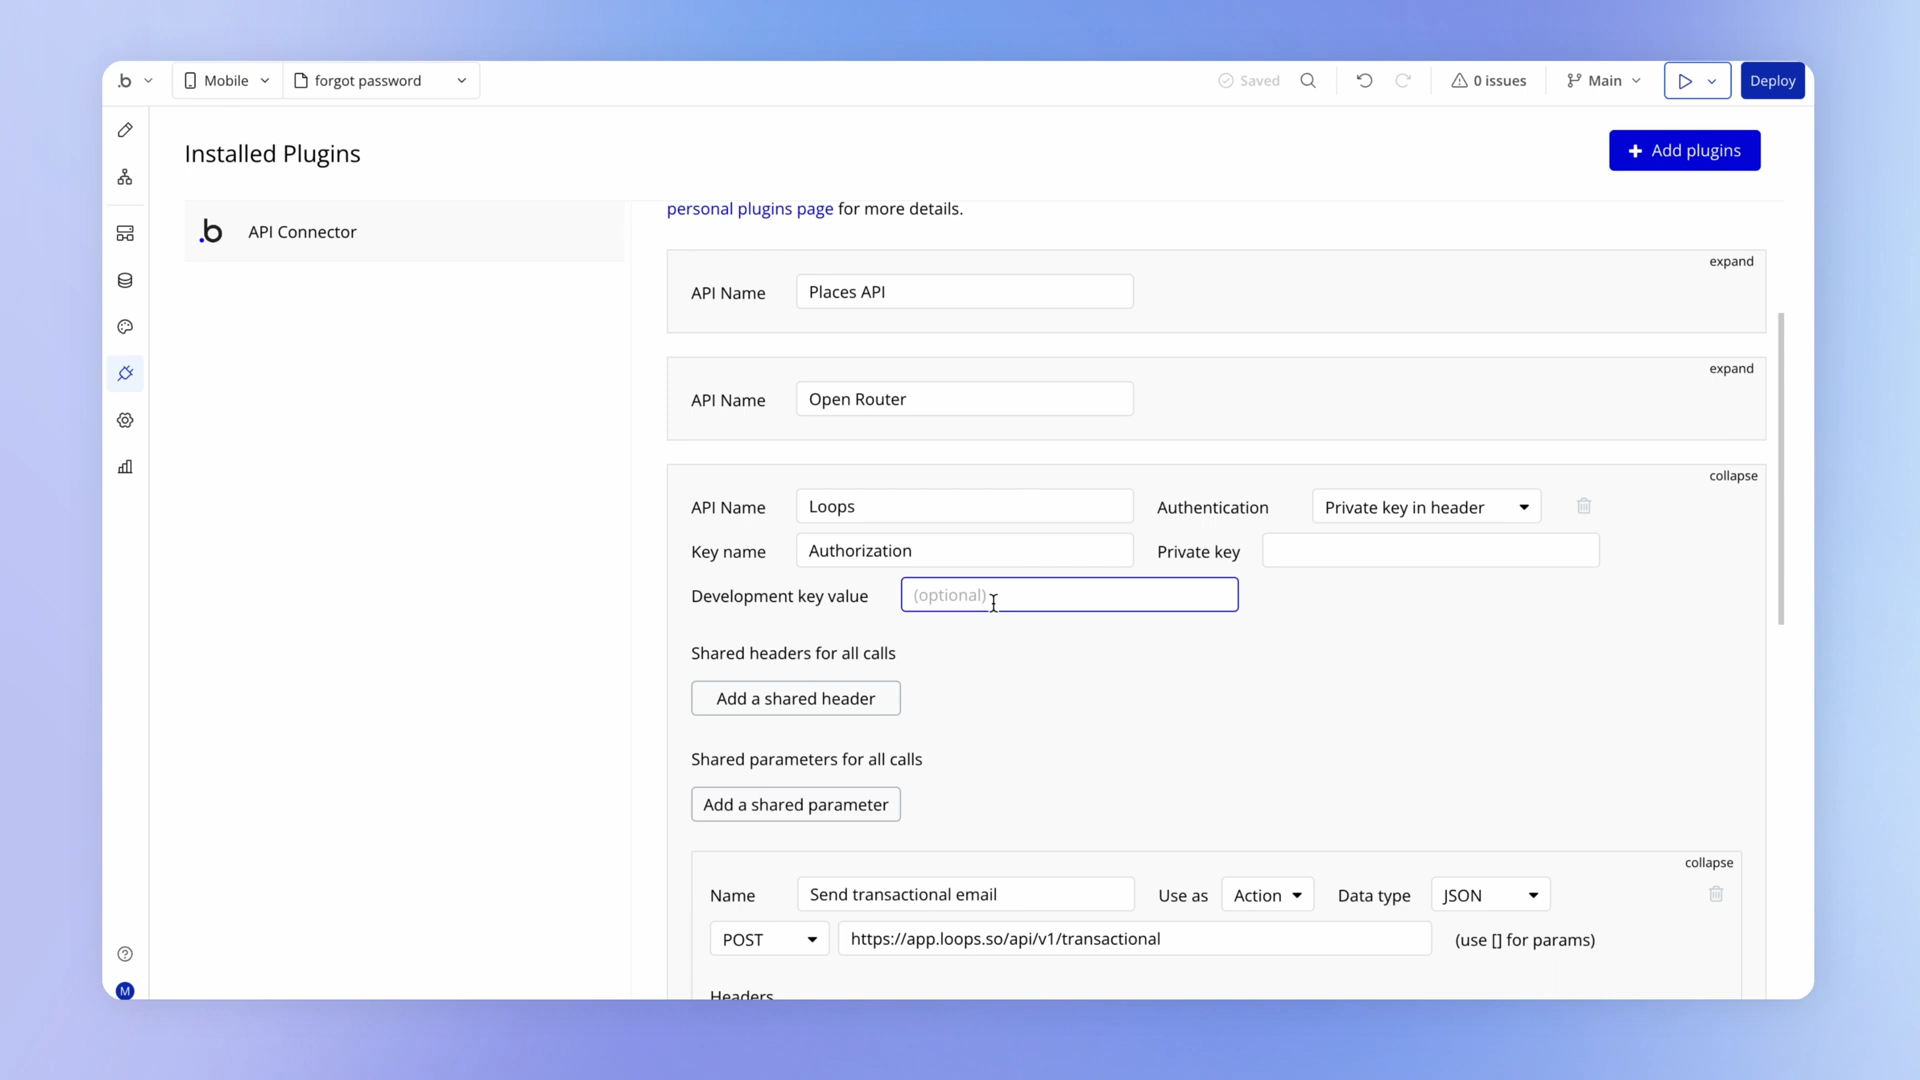 .b
Mobile
forgot password
Saved
0 issues
Main
Deploy
Installed Plugins
Add plugins
.b API Connector
personal plugins page for more details.
expand
API Name Places API
expand
API Name Open Router
collapse
API Name Loops Authentication Private key in header
Key name Authorization Private key
Development key value (optional)
Shared headers for all calls
Add a shared header
Shared parameters for all calls
Add a shared parameter
collapse
Name Send transactional email Use as Action Data type JSON
POST https://app.loops.so/api/v1/transactional (use [] for params)
Headers
M